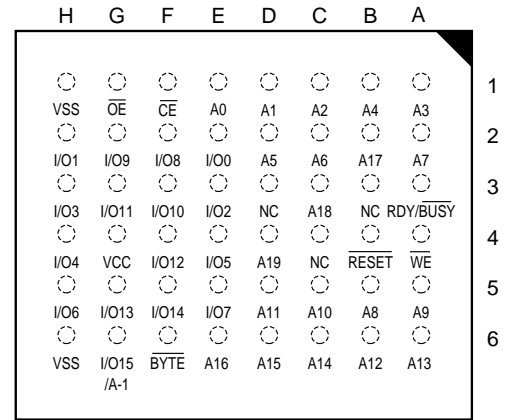 H G F E D C B A
1
VSS OE CE A0 A1 A2 A4 A3
2
I/O1 I/O9 I/O8 I/O0 A5 A6 A17 A7
3
I/O3 I/O11 I/O10 I/O2 NC A18 NC RDY/BUSY
4
I/O4 VCC I/O12 I/O5 A19 NC RESET WE
5
I/O6 I/O13 I/O14 I/O7 A11 A10 A8 A9
6
VSS I/O15 BYTE A16 A15 A14 A12 A13
/A-1